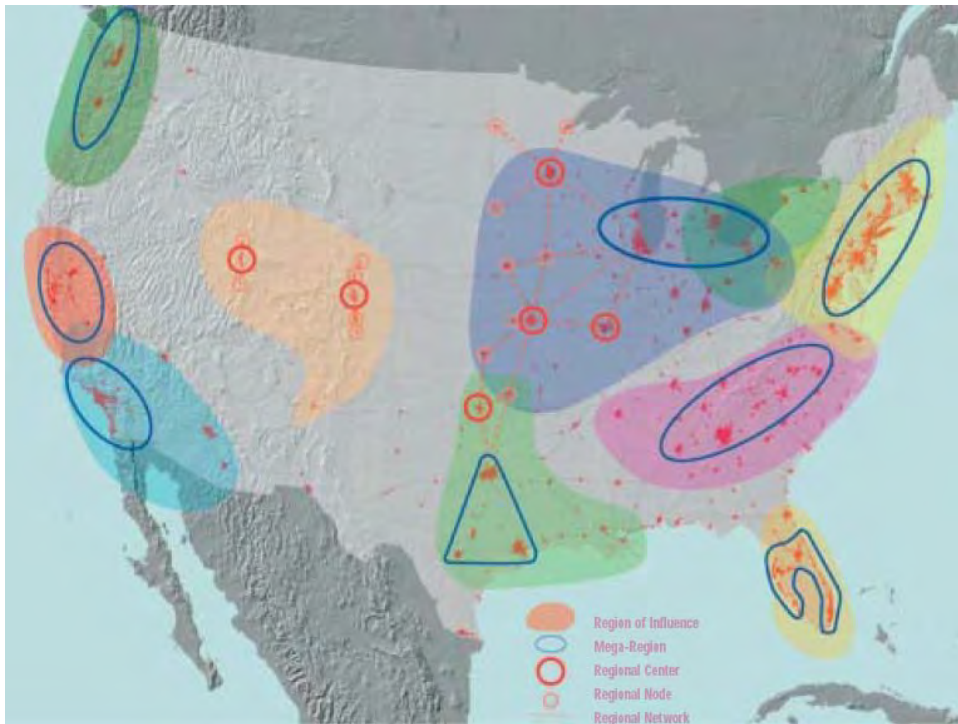 Region of Influence
Mega-Region
Regional Center
Regional Node
Regional Network